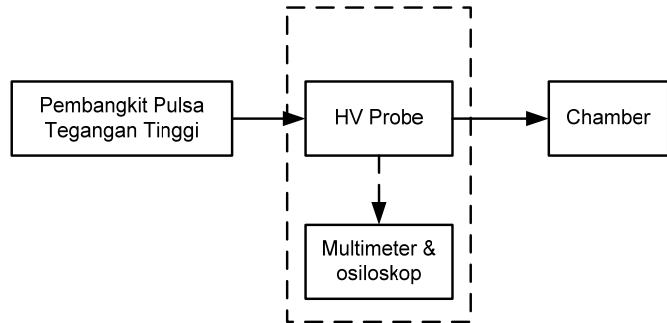 Pembangkit Pulsa
Tegangan Tinggi
HV Probe
Chamber
Multimeter &
osiloskop